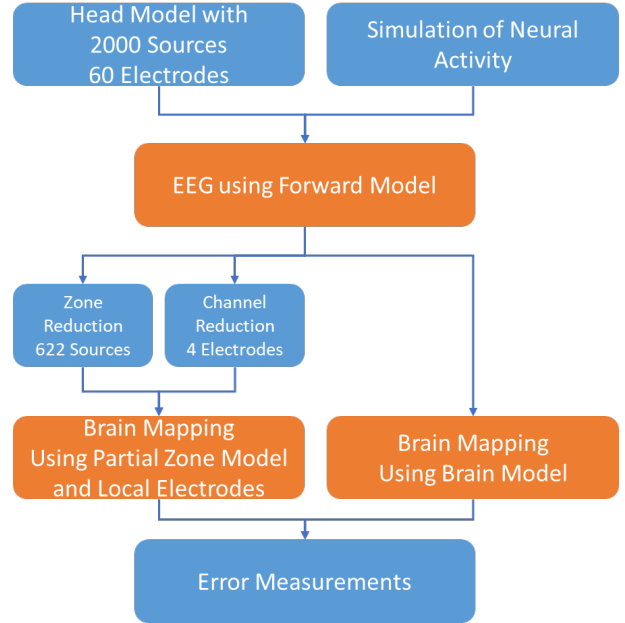 Head Model with
2000 Sources
60 Electrodes
Simulation of Neural
Activity
EEG using Forward Model
Zone
Reduction
622 Sources
Channel
Reduction
4 Electrodes
Brain Mapping
Using Partial Zone Model
and Local Electrodes
Brain Mapping
Using Brain Model
Error Measurements